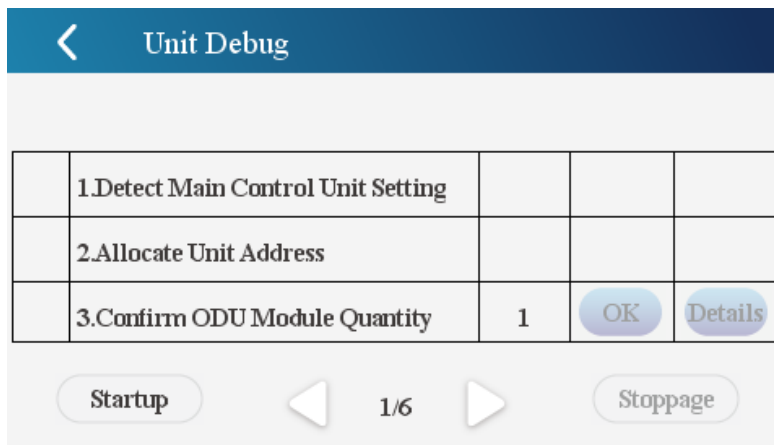 Unit Debug
1.Detect Main Control Unit Setting
2.Allocate Unit Address
3.Confirm ODU Module Quantity 1 OK Details
Startup 1/6 Stoppage